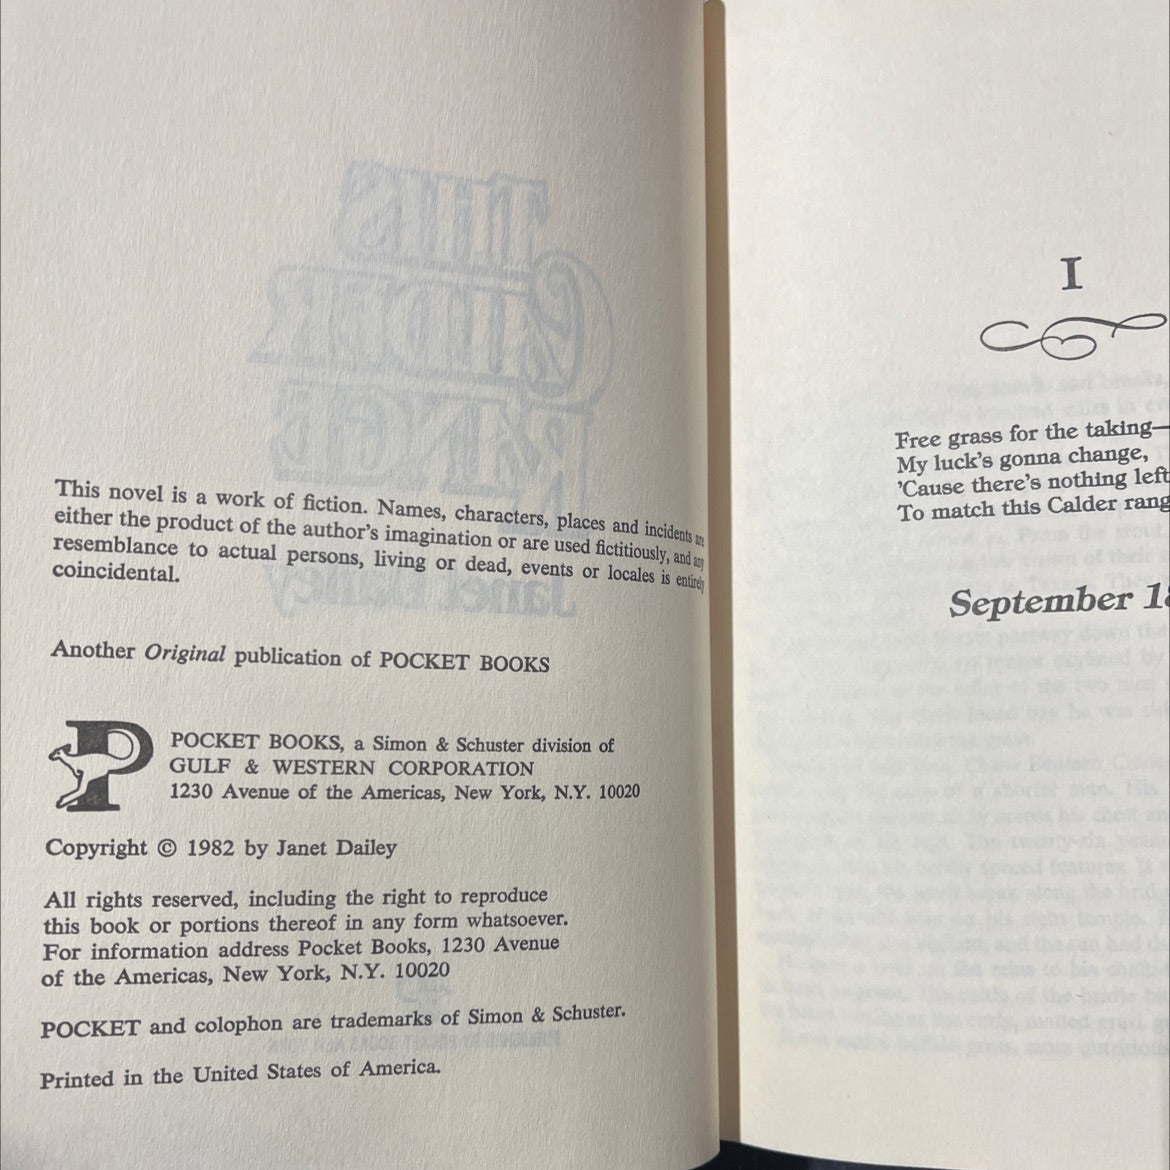 This novel is a work of fiction. Names, characters, places and incidents are
either the product of the author's imagination or are used fictitiously, and any
resemblance to actual persons, living or dead, events or locales is entirely
coincidental.
Another Original publication of POCKET BOOKS
POCKET BOOKS, a Simon & Schuster division of
GULF & WESTERN CORPORATION
1230 Avenue of the Americas, New York, N.Y. 10020
Copyright © 1982 by Janet Dailey
All rights reserved, including the right to reproduce
this book or portions thereof in any form whatsoever.
For information address Pocket Books, 1230 Avenue
of the Americas, New York, N.Y. 10020
POCKET and colophon are trademarks of Simon & Schuster.
Printed in the United States of America.
I
Free grass for the taking—
My luck's gonna change,
'Cause there's nothing left
To match this Calder rang
September 18